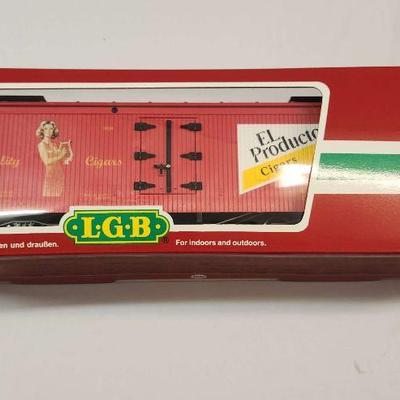 lity
Cigars
EL
Producto
Cigars
L·G·B®
en und draußen.
For indoors and outdoors.